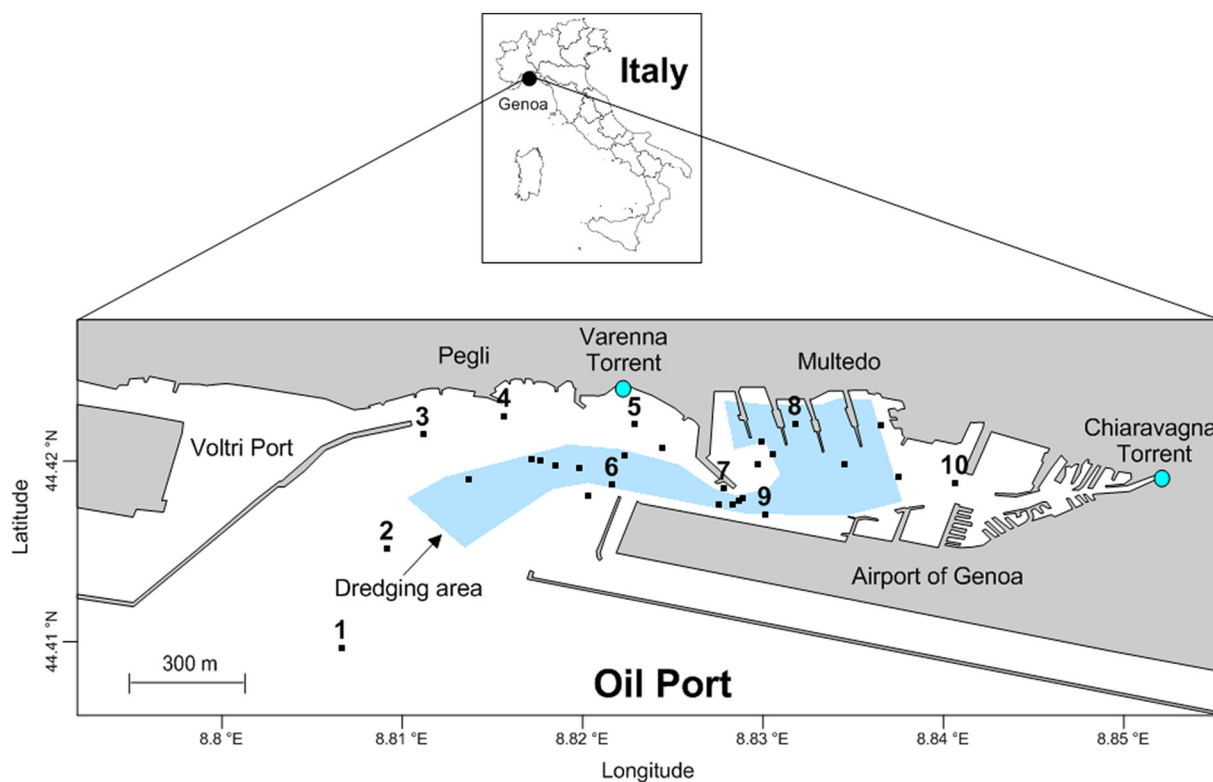 Italy
Genoa
Varenna
Torrent
Pegli
Multedo
3
4
5
8
Voltri Port
Chiaravagna
Torrent
6
7
9
10
2
Dredging area
Airport of Genoa
1
300 m
Oil Port
44.42 °N
44.41 °N
Latitude
8.8 °E
8.81 °E
8.82 °E
8.83 °E
8.84 °E
8.85 °E
Longitude